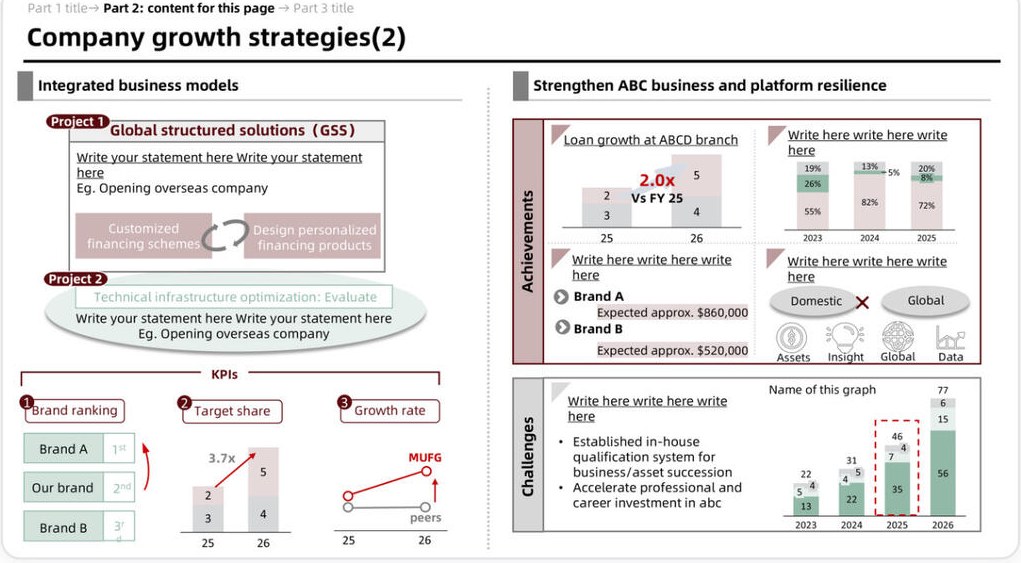 Part 1 title→ Part 2: content for this page → Part 3 title
Company growth strategies(2)
Integrated business models
Project 1
Global structured solutions (GSS)
Write your statement here Write your statement
here
Eg. Opening overseas company
Customized
financing schemes
Design personalized
financing products
Project 2
Technical infrastructure optimization: Evaluate
Write your statement here Write your statement here
Eg. Opening overseas company
KPIs
1
Brand ranking
Brand A 1st
Our brand 2nd
Brand B 3r
d
2
Target share
3.7x
5
2
3 4
25 26
3
Growth rate
MUFG
peers
25 26
Strengthen ABC business and platform resilience
Achievements
Loan growth at ABCD branch
2.0x
Vs FY 25
5
2
3 4
25 26
Write here write here write
here
19% 13% 20%
26% 5% 8%
55% 82% 72%
2023 2024 2025
Write here write here write
here
Brand A
Expected approx. $860,000
Brand B
Expected approx. $520,000
Write here write here write
here
Domestic × Global
Assets Insight Global Data
Challenges
Write here write here write
here
• Established in-house
qualification system for
business/asset succession
• Accelerate professional and
career investment in abc
Name of this graph
22 31 46 77
4 5 4 6
5 4 7 15
13 22 35 56
2023 2024 2025 2026